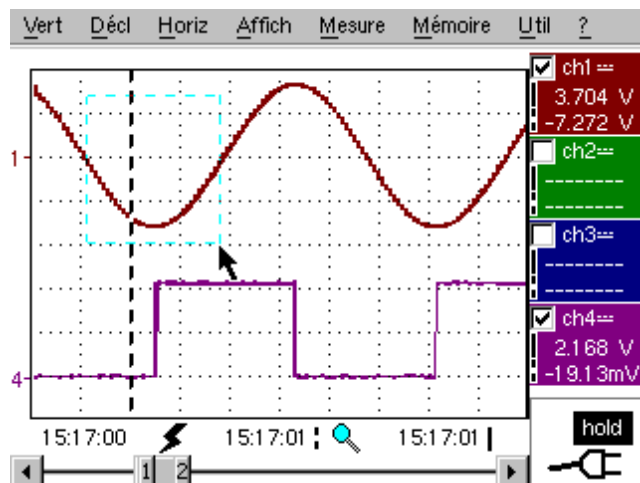 Vert Décl Horiz Affich Mesure Mémoire Util ?
ch1
3.704 V
-7.272 V
ch2
--------
--------
1
ch3
--------
--------
ch4
2.168 V
-19.13mV
4
hold
15:17:00 15:17:01 15:17:01
1 2